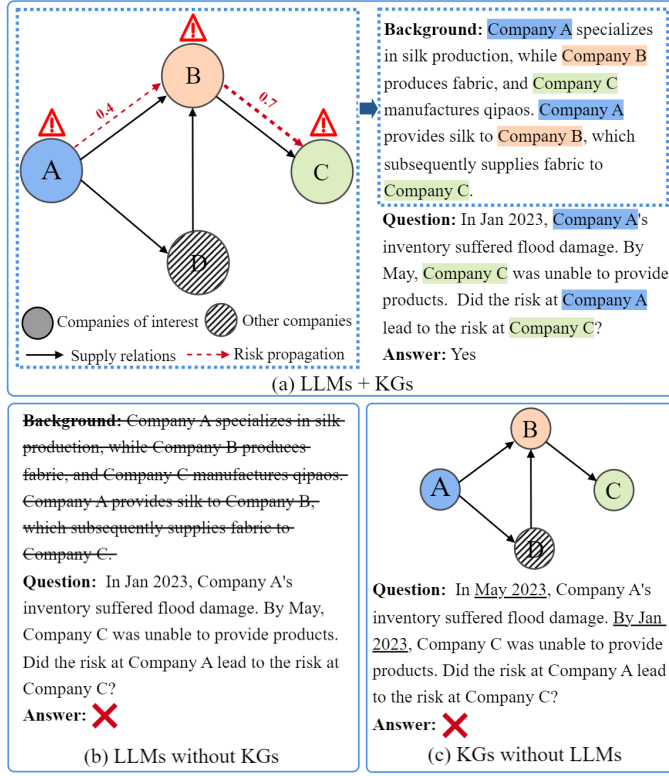 B
0.4
0.7
A
C
D
Companies of interest
Other companies
Supply relations
Risk propagation
Background: Company A specializes
in silk production, while Company B
produces fabric, and Company C
manufactures qipaos. Company A
provides silk to Company B, which
subsequently supplies fabric to
Company C.
Question: In Jan 2023, Company A's
inventory suffered flood damage. By
May, Company C was unable to provide
products. Did the risk at Company A
lead to the risk at Company C?
Answer: Yes
(a) LLMs + KGs
Background: Company A specializes in silk
production, while Company B produces
fabric, and Company C manufactures qipaos.
Company A provides silk to Company B,
which subsequently supplies fabric to
Company C.
Question: In Jan 2023, Company A's
inventory suffered flood damage. By May,
Company C was unable to provide products.
Did the risk at Company A lead to the risk at
Company C?
Answer:
(b) LLMs without KGs
B
A
C
D
Question: In May 2023, Company A's
inventory suffered flood damage. By Jan
2023, Company C was unable to provide
products. Did the risk at Company A lead
to the risk at Company C?
Answer:
(c) KGs without LLMs